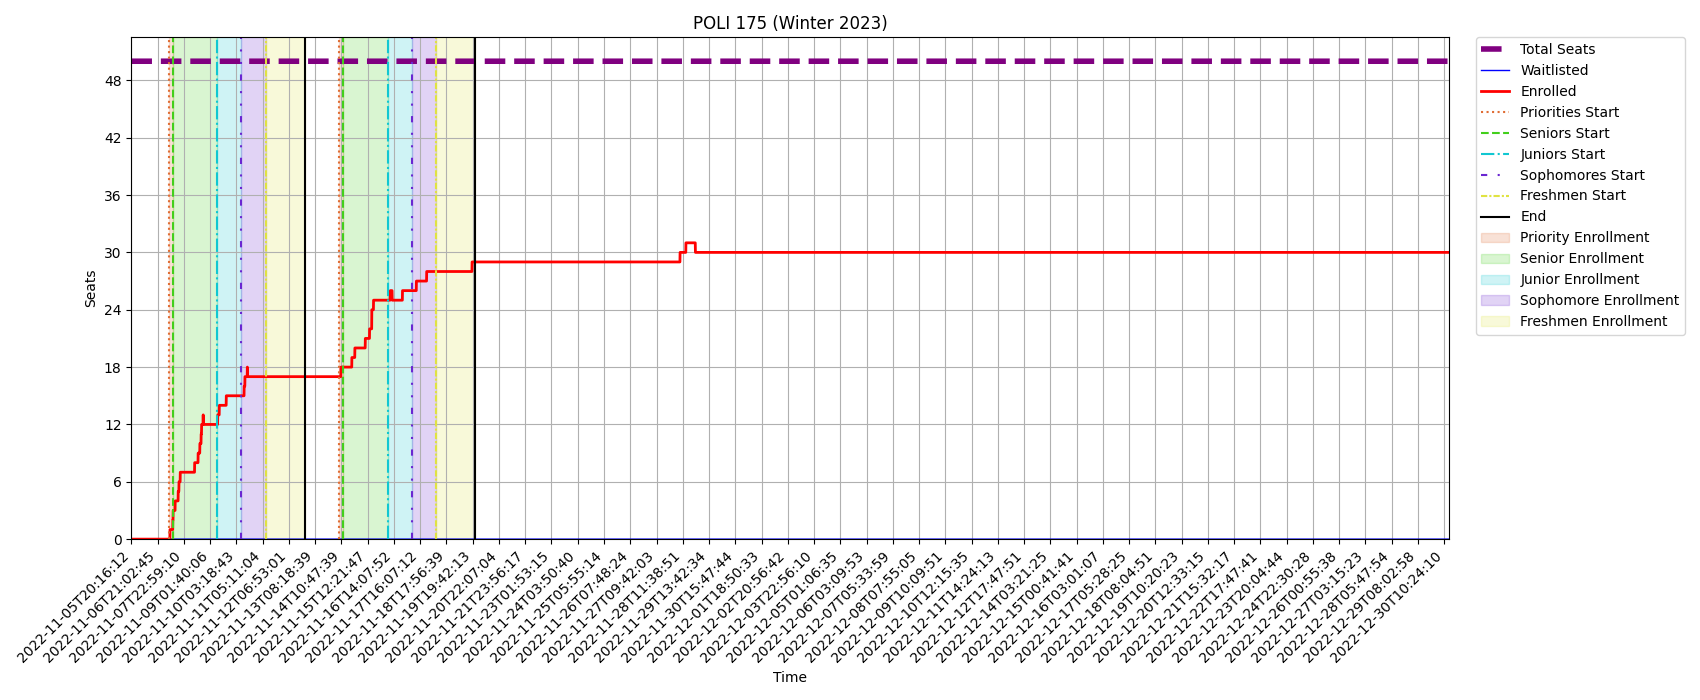 POLI 175 (Winter 2023)
Seats
48
42
36
30
24
18
12
6
0
2022-11-05T20:16:12
2022-11-06T21:02:45
2022-11-07T22:59:10
2022-11-09T01:40:06
2022-11-10T03:18:43
2022-11-11T05:11:04
2022-11-12T06:53:01
2022-11-13T08:18:39
2022-11-14T10:47:39
2022-11-15T12:21:47
2022-11-16T14:07:52
2022-11-17T16:07:12
2022-11-18T17:56:39
2022-11-19T19:42:13
2022-11-20T22:07:04
2022-11-21T23:56:17
2022-11-23T01:53:15
2022-11-24T03:50:40
2022-11-25T05:55:14
2022-11-26T07:48:24
2022-11-27T09:42:03
2022-11-28T11:38:51
2022-11-29T13:42:34
2022-11-30T15:47:44
2022-12-01T18:50:33
2022-12-02T20:56:42
2022-12-03T22:56:10
2022-12-05T01:06:35
2022-12-06T03:09:53
2022-12-07T05:33:59
2022-12-08T07:55:05
2022-12-09T10:09:51
2022-12-10T12:15:35
2022-12-11T14:24:13
2022-12-12T17:47:51
2022-12-14T03:21:25
2022-12-15T00:41:41
2022-12-16T03:01:07
2022-12-17T05:28:25
2022-12-18T08:04:51
2022-12-19T10:20:23
2022-12-20T12:33:15
2022-12-21T15:32:17
2022-12-22T17:47:41
2022-12-23T20:04:44
2022-12-24T22:30:28
2022-12-26T00:55:38
2022-12-27T03:15:23
2022-12-28T05:47:54
2022-12-29T08:02:58
2022-12-30T10:24:10
Time
Total Seats
Waitlisted
Enrolled
Priorities Start
Seniors Start
Juniors Start
Sophomores Start
Freshmen Start
End
Priority Enrollment
Senior Enrollment
Junior Enrollment
Sophomore Enrollment
Freshmen Enrollment